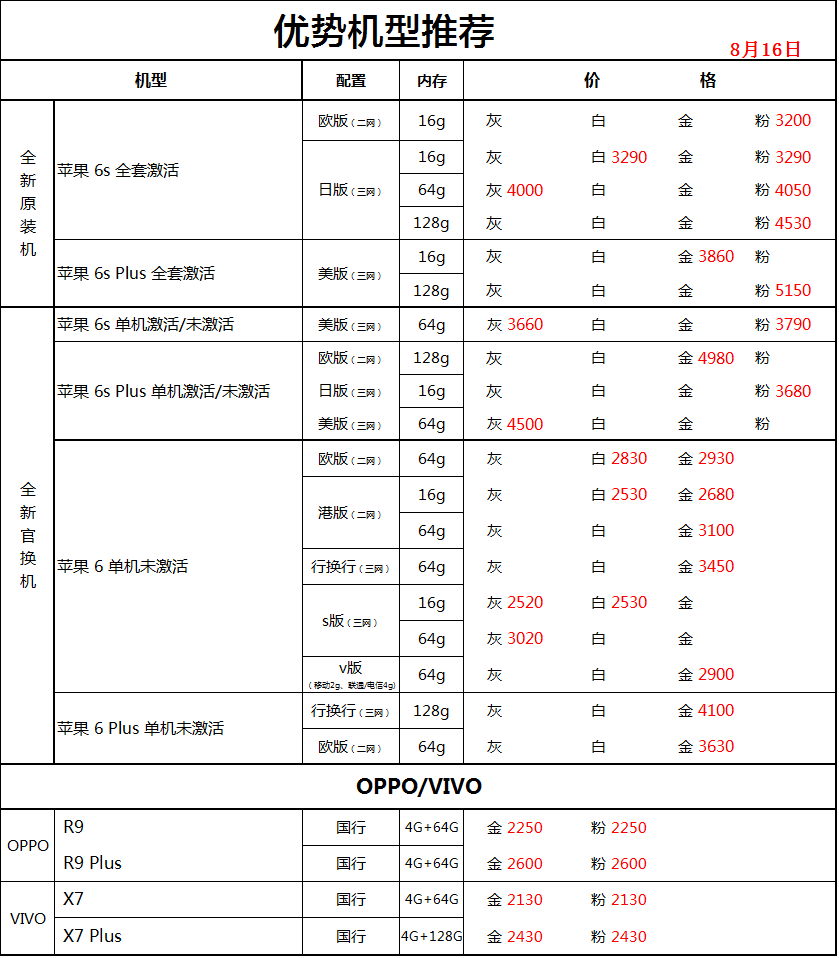 优势机型推荐
8月16日
机型 配置 内存 价 格
全新原装机
苹果 6s 全套激活
欧版（二网） 16g 灰 白 金 粉 3200
日版（三网）
16g 灰 白 3290 金 粉 3290
64g 灰 4000 白 金 粉 4050
128g 灰 白 金 粉 4530
苹果 6s Plus 全套激活 美版（三网）
16g 灰 白 金 3860 粉
128g 灰 白 金 粉 5150
全新官换机
苹果 6s 单机激活/未激活 美版（三网） 64g 灰 3660 白 金 粉 3790
苹果 6s Plus 单机激活/未激活
欧版（二网） 128g 灰 白 金 4980 粉
日版（三网） 16g 灰 白 金 粉 3680
美版（三网） 64g 灰 4500 白 金 粉
苹果 6 单机未激活
欧版（二网） 64g 灰 白 2830 金 2930
港版（二网）
16g 灰 白 2530 金 2680
64g 灰 白 金 3100
行换行（三网） 64g 灰 白 金 3450
s版（三网）
16g 灰 2520 白 2530 金
64g 灰 3020 白 金
v版
（移动2g、联通/电信4g）
64g 灰 白 金 2900
苹果 6 Plus 单机未激活
行换行（三网） 128g 灰 白 金 4100
欧版（二网） 64g 灰 白 金 3630
OPPO/VIVO
OPPO
R9 国行 4G+64G 金 2250 粉 2250
R9 Plus 国行 4G+64G 金 2600 粉 2600
VIVO
X7 国行 4G+64G 金 2130 粉 2130
X7 Plus 国行 4G+128G 金 2430 粉 2430